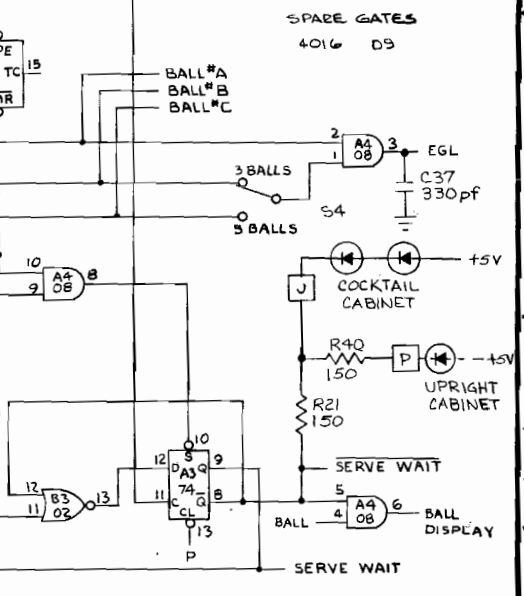 SPARE GATES
4016 D9
PE
TC 15
MR
BALL#A
BALL#B
BALL#C
2
1
A4
08
3
EGL
3 BALLS
C37
330pf
S4
5 BALLS
10
9
A4
08
8
+5V
J
COCKTAIL
CABINET
R40
150
P
+5V
UPRIGHT
CABINET
R21
150
10
S
12
D
Q
9
A3
74
11
C
Q
8
CL
13
P
SERVE WAIT
12
11
B3
02
13
5
4
BALL
A4
08
6
BALL
DISPLAY
SERVE WAIT